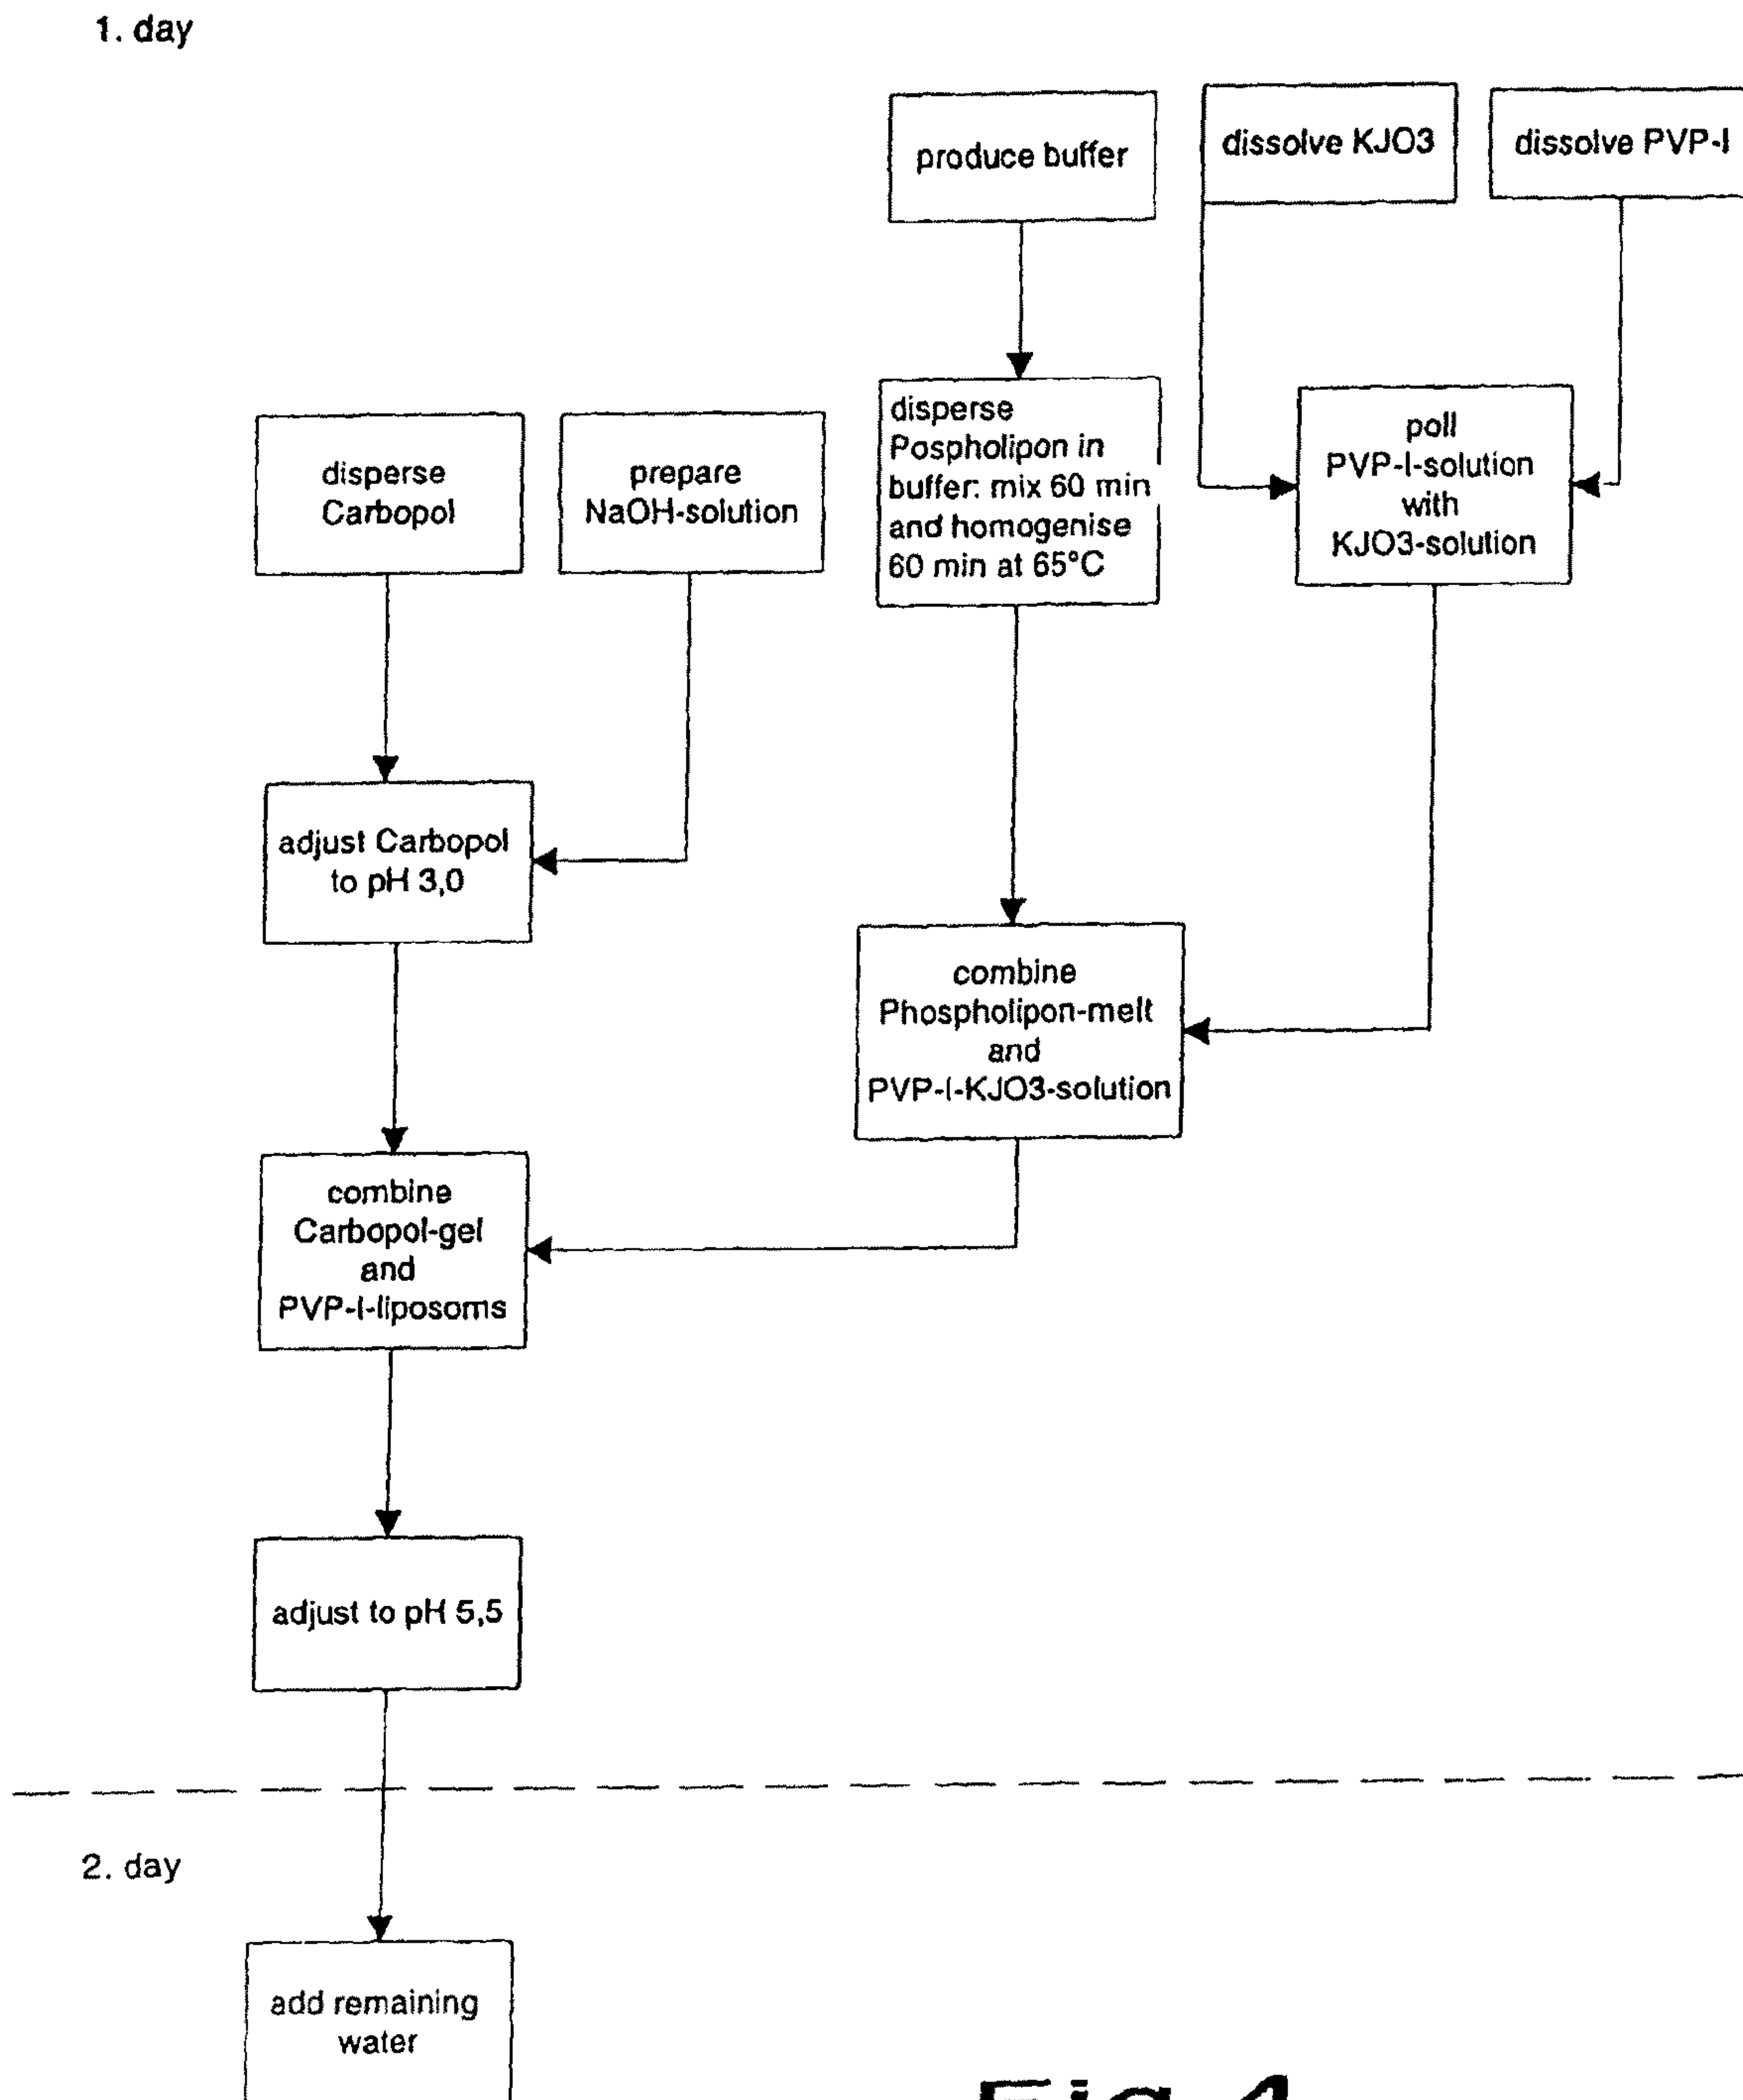 1. day
produce buffer
dissolve KJO3
dissolve PVP-I
disperse
Carbopol
prepare
NaOH-solution
disperse
Pospholipon in
buffer: mix 60 min
and homogenise
60 min at 65°C
poll
PVP-I-solution
with
KJO3-solution
adjust Carbopol
to pH 3,0
combine
Phospholipon-melt
and
PVP-I-KJO3-solution
combine
Carbopol-gel
and
PVP-I-liposoms
adjust to pH 5,5
2. day
add remaining
water